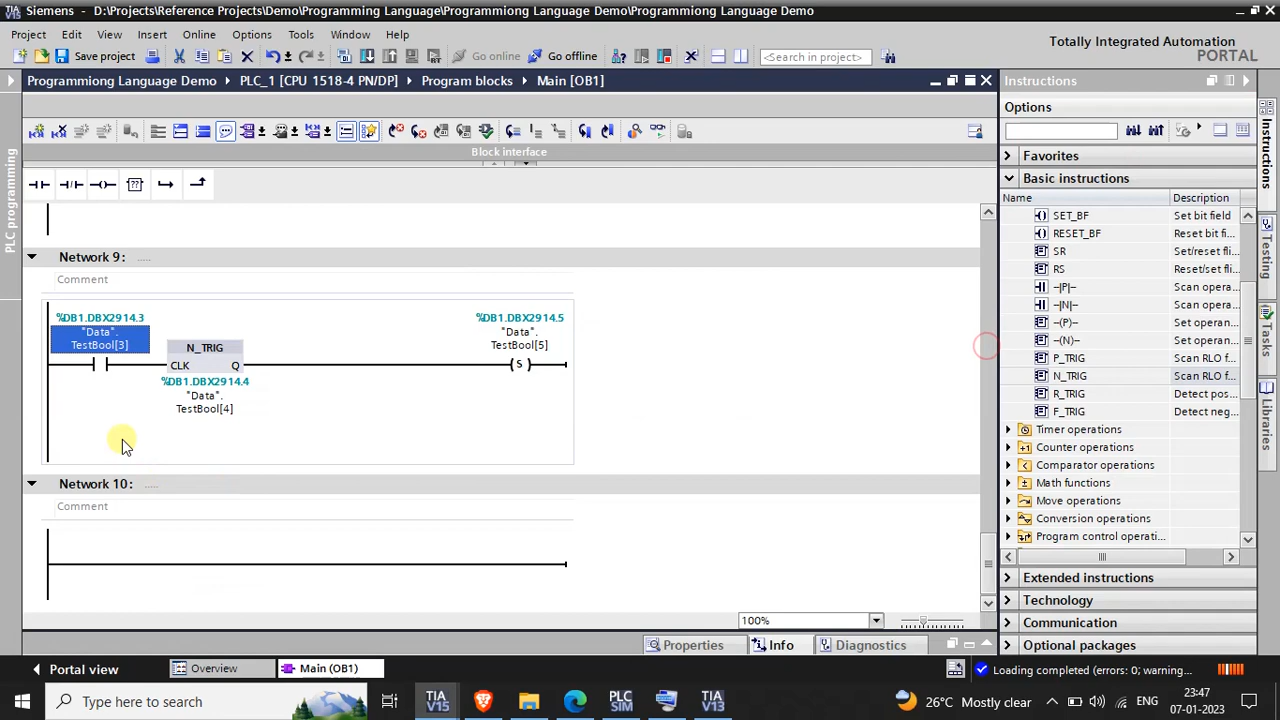 Siemens - D:\Projects\Reference Projects\Demo\Programming Language\Programmiong Language Demo\Programmiong Language Demo
TIA
V15
Project Edit View Insert Online Options Tools Window Help
Totally Integrated Automation
PORTAL
Save project
Go online
Go offline
<Search in project>
Programmiong Language Demo
PLC_1 [CPU 1518-4 PN/DP]
Program blocks
Main [OB1]
Instructions
Options
Block interface
Favorites
Basic instructions
Name
Description
SET_BF Set bit field
RESET_BF Reset bit fi...
SR Set/reset fl...
RS Reset/set fl...
-|P|- Scan opera...
-|N|- Scan opera...
-(P)- Set operan...
-(N)- Set operan...
P_TRIG Scan RLO f...
N_TRIG Scan RLO f...
R_TRIG Detect pos...
F_TRIG Detect neg...
Timer operations
Counter operations
Comparator operations
Math functions
Move operations
Conversion operations
Program control operati...
Extended instructions
Technology
Communication
Optional packages
Instructions
Testing
Tasks
Libraries
PLC programming
??
Network 9: .....
Comment
%DB1.DBX2914.3
"Data".
TestBool[3]
N_TRIG
CLK Q
%DB1.DBX2914.4
"Data".
TestBool[4]
%DB1.DBX2914.5
"Data".
TestBool[5]
S
Network 10: .....
Comment
100%
Properties
Info
Diagnostics
Portal view
Overview
Main (OB1)
Loading completed (errors: 0; warning...
Type here to search
TIA
V15
PLC
SIM
TIA
V13
26°C Mostly clear
ENG
23:47
07-01-2023